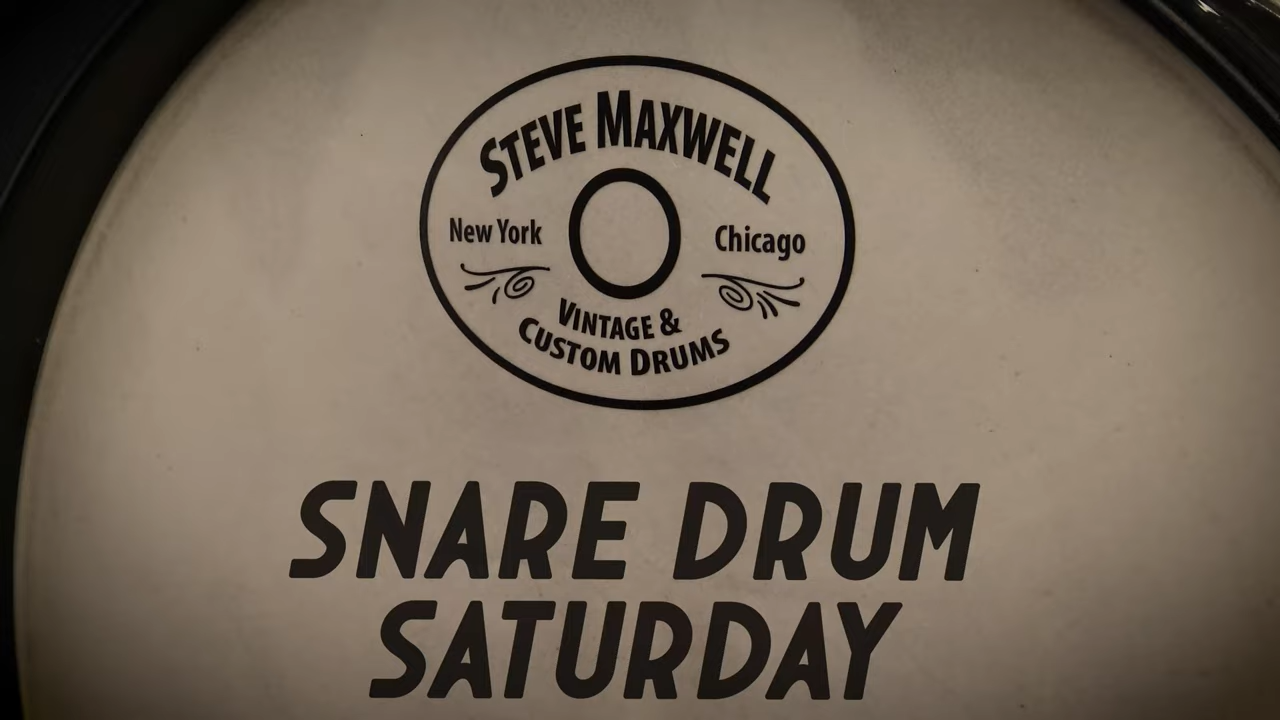 STEVE MAXWELL
New York
Chicago
VINTAGE &
CUSTOM DRUMS
SNARE DRUM
SATURDAY